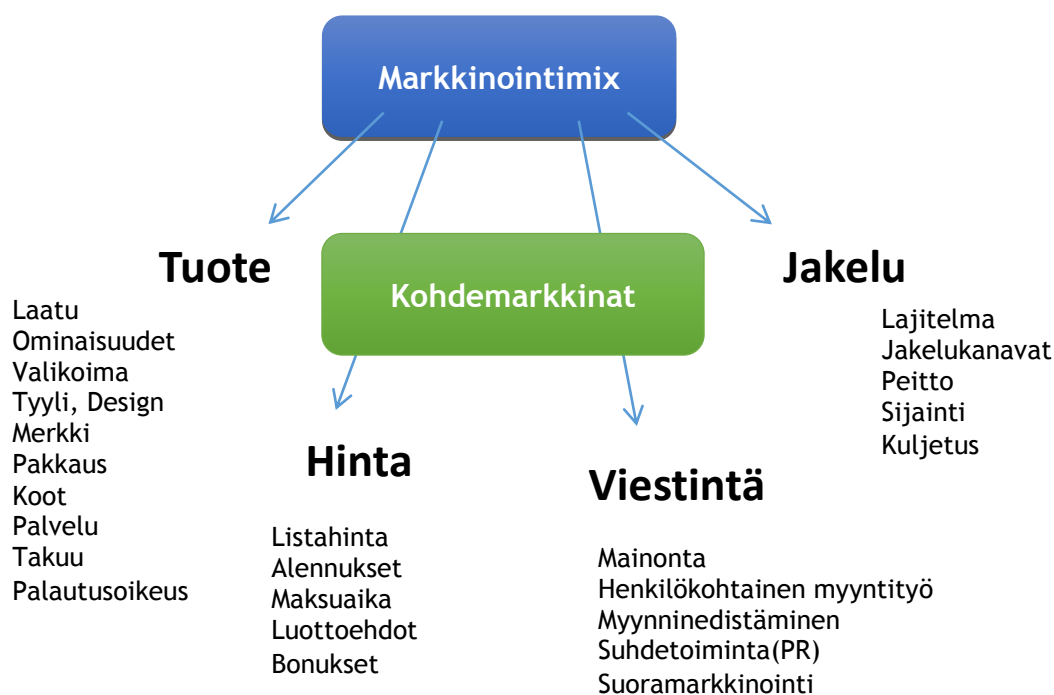 Markkinointimix
Kohdemarkkinat
Tuote
Laatu
Ominaisuudet
Valikoima
Tyyli, Design
Merkki
Pakkaus
Koot
Palvelu
Takuu
Palautusoikeus
Hinta
Listahinta
Alennukset
Maksuaika
Luottoehdot
Bonukset
Viestintä
Mainonta
Henkilökohtainen myyntityö
Myynninedistäminen
Suhdetoiminta(PR)
Suoramarkkinointi
Jakelu
Lajitelma
Jakelukanavat
Peitto
Sijainti
Kuljetus